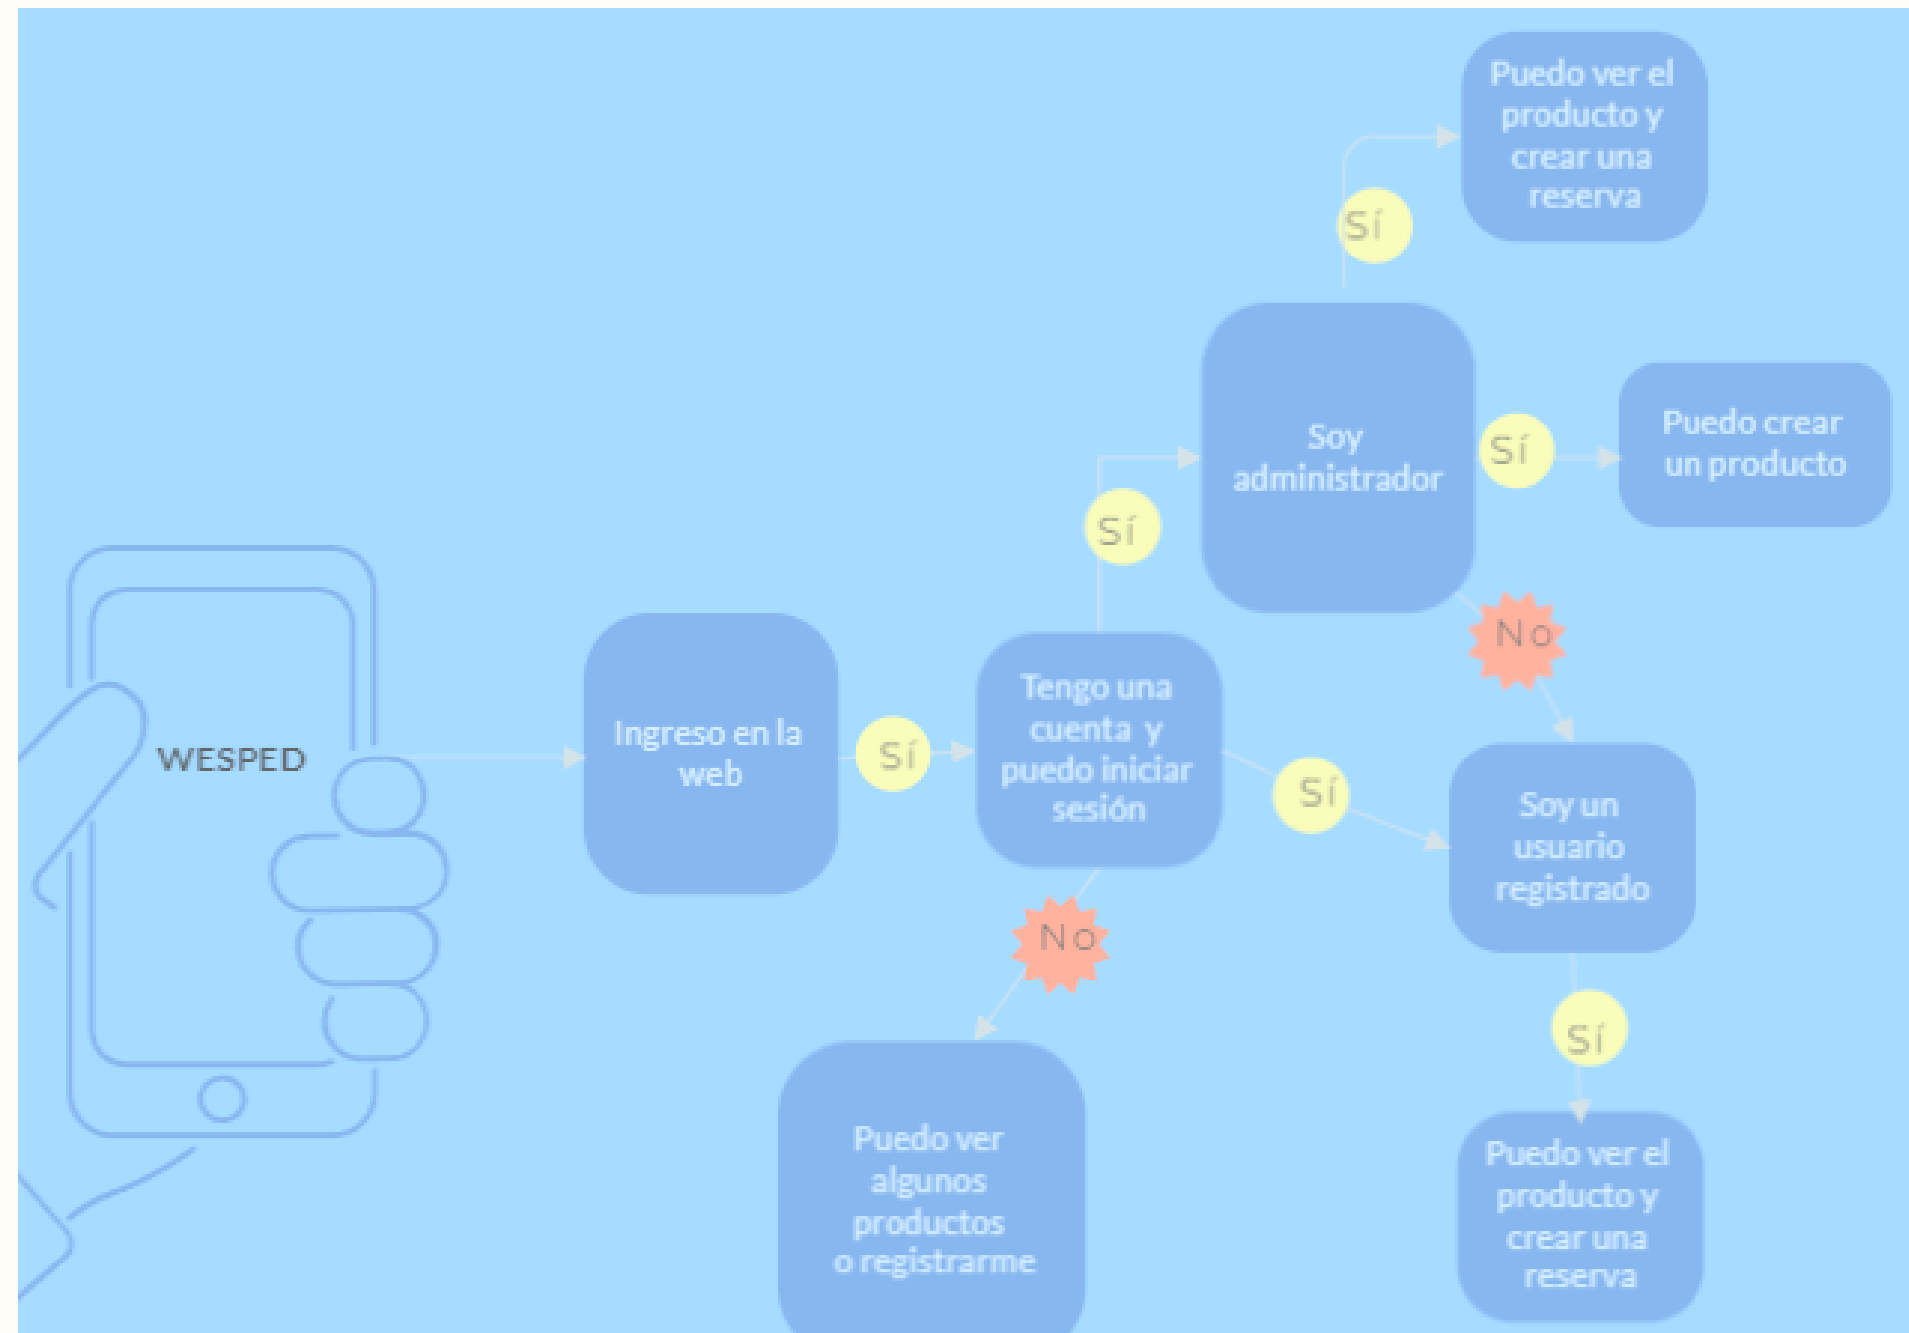 WESPED
Ingreso en la
web
Sí
Tengo una
cuenta y
puedo iniciar
sesión
Sí
Soy
administrador
Sí
Puedo ver el
producto y
crear una
reserva
Sí
Puedo crear
un producto
No
Sí
Soy un
usuario
registrado
Sí
Puedo ver el
producto y
crear una
reserva
No
Puedo ver
algunos
productos
o registrarme